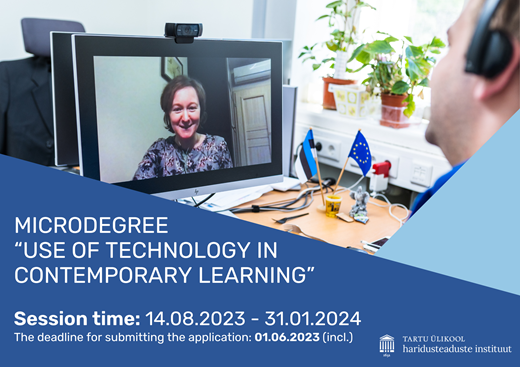 MICRODEGREE
“USE OF TECHNOLOGY IN
CONTEMPORARY LEARNING”
Session time: 14.08.2023 - 31.01.2024
The deadline for submitting the application: 01.06.2023 (incl.)
TARTU ÜLIKOOL
haridusteaduste instituut